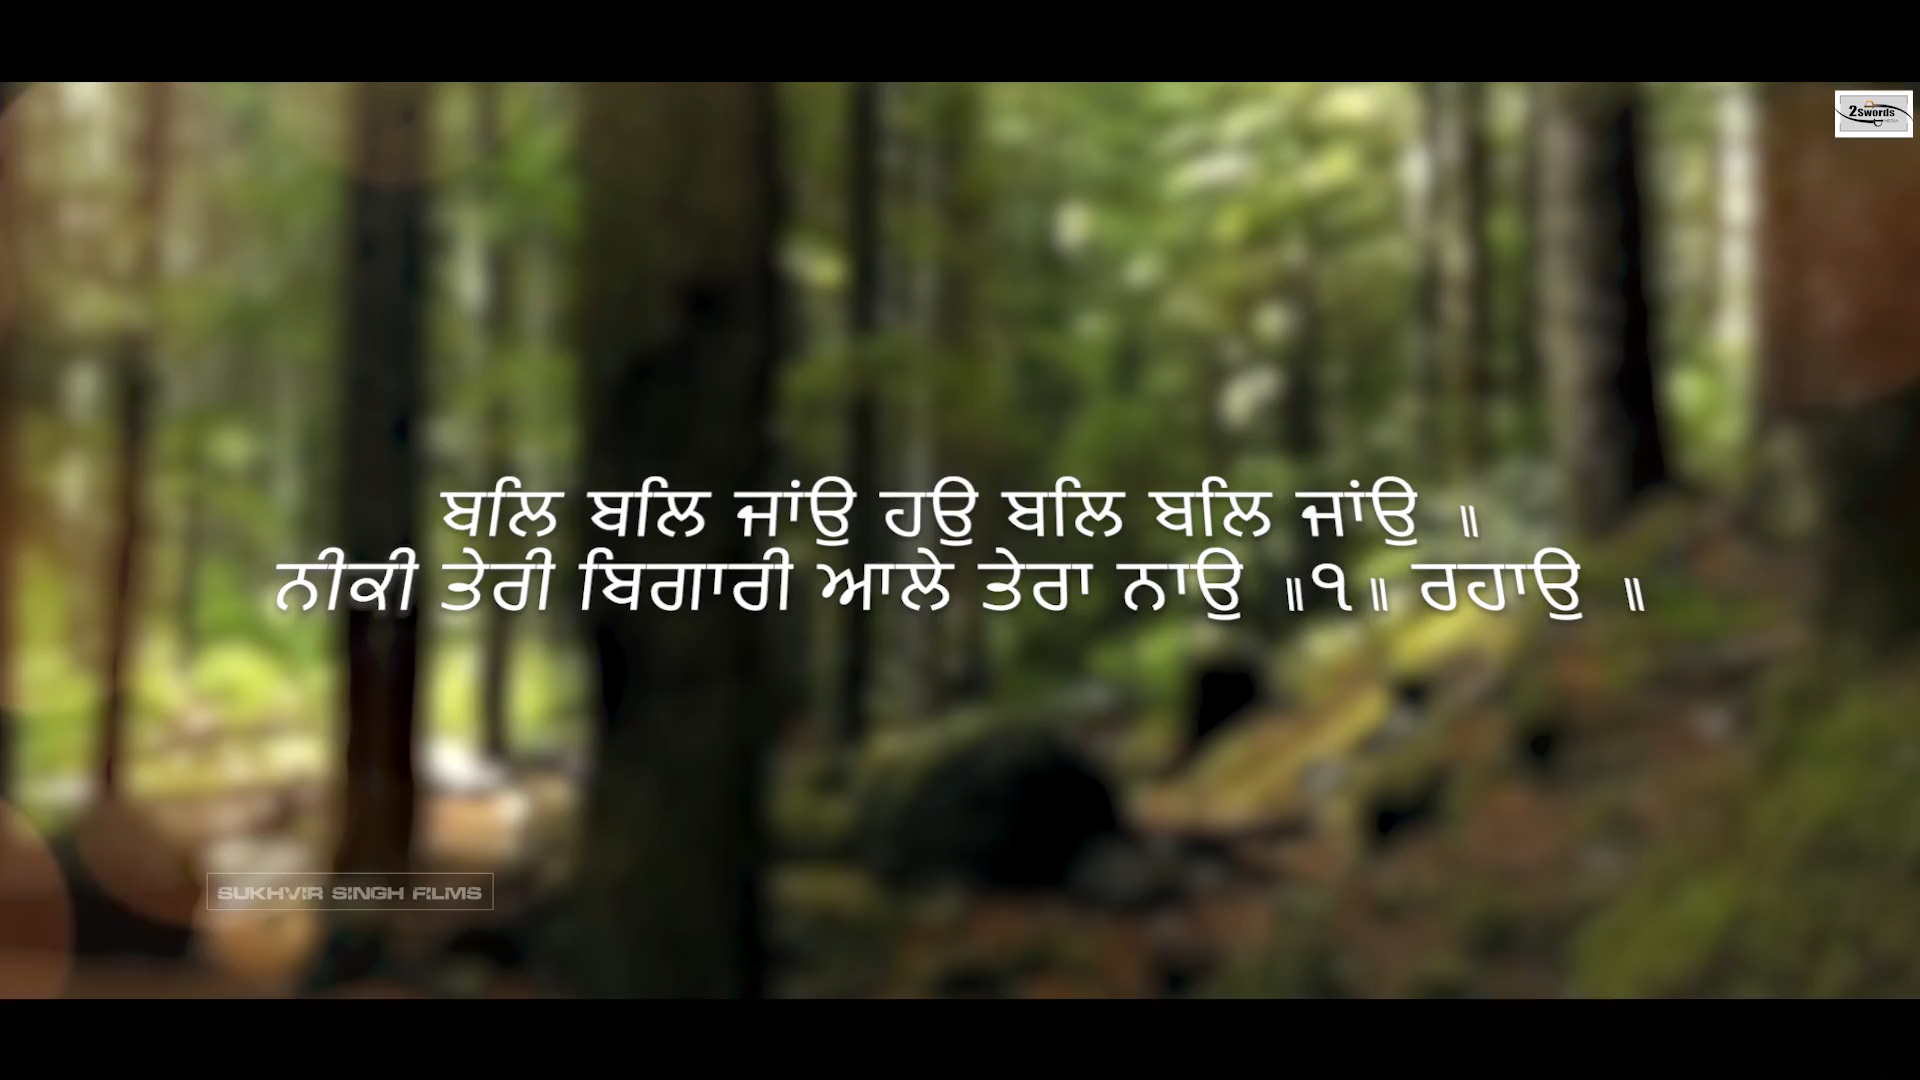 2swords
ਬਲਿ ਬਲਿ ਜਾਂਉ ਹਉ ਬਲਿ ਬਲਿ ਜਾਂਉ ॥
ਨੀਕੀ ਤੇਰੀ ਬਿਗਾਰੀ ਆਲੇ ਤੇਰਾ ਨਾਉ ॥੧॥ ਰਹਾਉ ॥
SUKHVIR SINGH FILMS